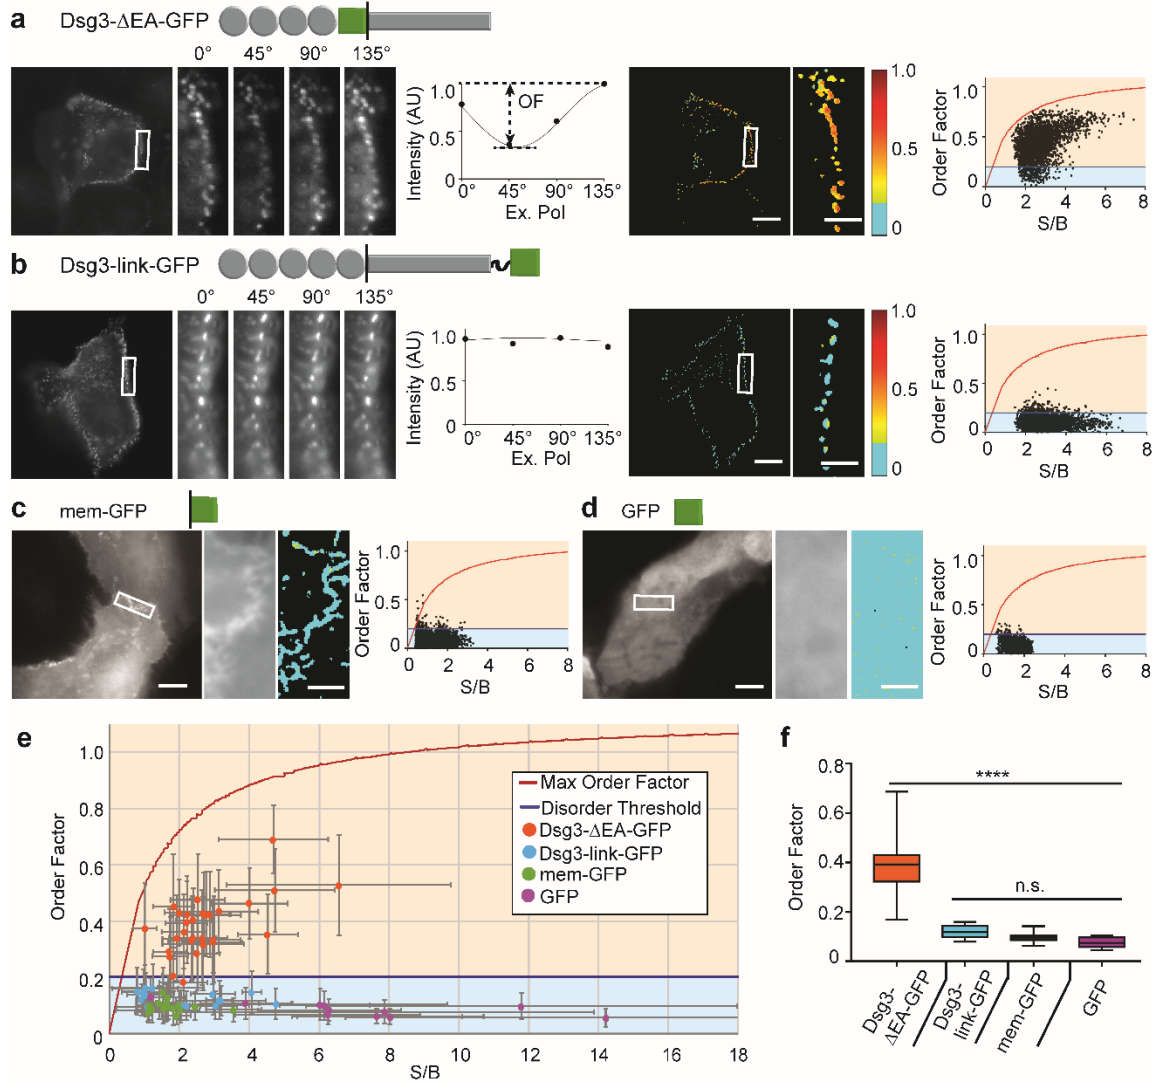 a Dsg3-ΔEA-GFP
0° 45° 90° 135°
Intensity (AU)
1.0
0.5
0
OF
0° 45° 90° 135°
Ex. Pol
1.0
0.5
0
Order Factor
1.0
0.5
0
0 2 4 6 8
S/B
b Dsg3-link-GFP
0° 45° 90° 135°
Intensity (AU)
1.0
0.5
0
0° 45° 90° 135°
Ex. Pol
1.0
0.5
0
Order Factor
1.0
0.5
0
0 2 4 6 8
S/B
c mem-GFP
Order Factor
1.0
0.5
0
0 2 4 6 8
S/B
d GFP
Order Factor
1.0
0.5
0
0 2 4 6 8
S/B
e
Order Factor
1.0
0.8
0.6
0.4
0.2
0
0 2 4 6 8 10 12 14 16 18
S/B
Max Order Factor
Disorder Threshold
Dsg3-ΔEA-GFP
Dsg3-link-GFP
mem-GFP
GFP
f
Order Factor
0.8
0.6
0.4
0.2
0
****
n.s.
Dsg3-
ΔEA-GFP
Dsg3-
link-GFP
mem-GFP
GFP